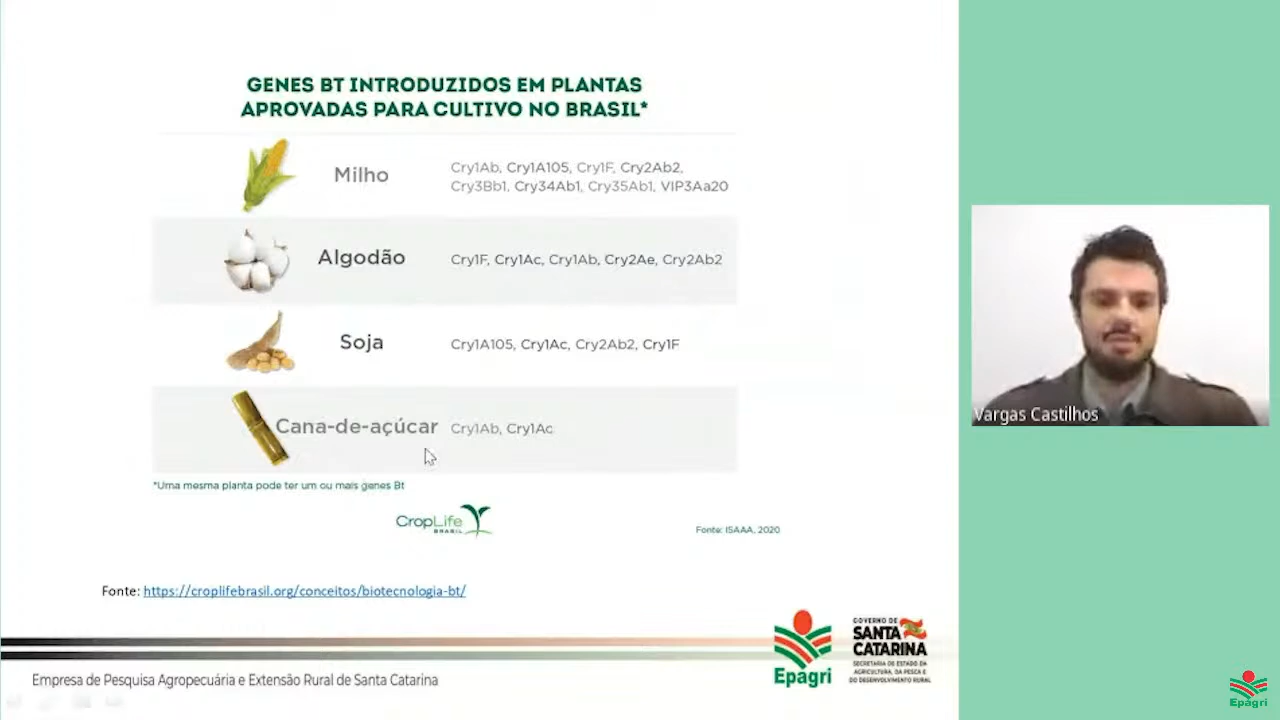 GENES BT INTRODUZIDOS EM PLANTAS
APROVADAS PARA CULTIVO NO BRASIL*
Milho
Cry1Ab, Cry1A105, Cry1F, Cry2Ab2,
Cry3Bb1, Cry34Ab1, Cry35Ab1, VIP3Aa20
Algodão
Cry1F, Cry1Ac, Cry1Ab, Cry2Ae, Cry2Ab2
Soja
Cry1A105, Cry1Ac, Cry2Ab2, Cry1F
Cana-de-açúcar
Cry1Ab, Cry1Ac
*Uma mesma planta pode ter um ou mais genes Bt
CropLife
BRASIL
Fonte: ISAAA, 2020
Fonte: https://croplifebrasil.org/conceitos/biotecnologia-bt/
Empresa de Pesquisa Agropecuária e Extensão Rural de Santa Catarina
Epagri
GOVERNO DE
SANTA
CATARINA
SECRETARIA DE ESTADO DA
AGRICULTURA, DA PESCA E
DO DESENVOLVIMENTO RURAL
Vargas Castilhos
Epagri